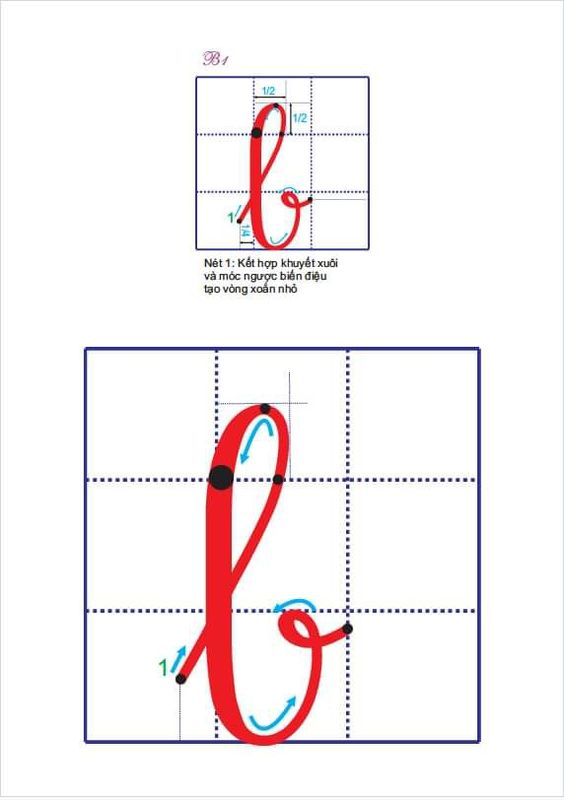 B1
1/2
1/2
1
1/4
Nét 1: Kết hợp khuyết xuôi
và móc ngược biến điệu
tạo vòng xoắn nhỏ
b
1